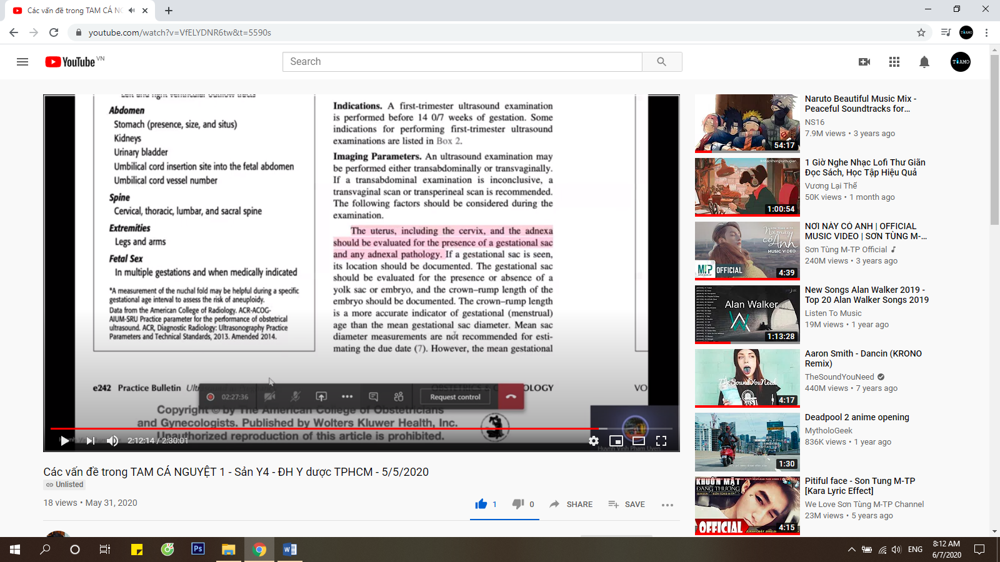 Các vấn đề trong TAM CÁ NG
youtube.com/watch?v=VfELYDNR6tw&t=5590s
YouTube VN
Search
TIAMO
Left and right ventricular outflow tracts
Abdomen
Stomach (presence, size, and situs)
Kidneys
Urinary bladder
Umbilical cord insertion site into the fetal abdomen
Umbilical cord vessel number
Spine
Cervical, thoracic, lumbar, and sacral spine
Extremities
Legs and arms
Fetal Sex
In multiple gestations and when medically indicated
*A measurement of the nuchal fold may be helpful during a specific
gestational age interval to assess the risk of aneuploidy.
Data from the American College of Radiology. ACR-ACOG-
AIUM-SRU Practice parameter for the performance of obstetrical
ultrasound. ACR, Diagnostic Radiology: Ultrasonography Practice
Parameters and Technical Standards, 2013. Amended 2014.
Indications. A first-trimester ultrasound examination
is performed before 14 0/7 weeks of gestation. Some
indications for performing first-trimester ultrasound
examinations are listed in Box 2.
Imaging Parameters. An ultrasound examination may
be performed either transabdominally or transvaginally.
If a transabdominal examination is inconclusive, a
transvaginal scan or transperineal scan is recommended.
The following factors should be considered during the
examination.
The uterus, including the cervix, and the adnexa
should be evaluated for the presence of a gestational sac
and any adnexal pathology. If a gestational sac is seen,
its location should be documented. The gestational sac
should be evaluated for the presence or absence of a
yolk sac or embryo, and the crown–rump length of the
embryo should be documented. The crown–rump length
is a more accurate indicator of gestational (menstrual)
age than the mean gestational sac diameter. Mean sac
diameter measurements are not recommended for esti-
mating the due date (7). However, the mean gestational
e242 Practice Bulletin
OLOGY
VO
02:27:36
Request control
Copyright © by The American College of Obstetricians
and Gynecologists. Published by Wolters Kluwer Health, Inc.
Unauthorized reproduction of this article is prohibited.
2:12:14 / 2:30:01
Huynh Vinh Pham Uyen
Các vấn đề trong TAM CÁ NGUYỆT 1 - Sản Y4 - ĐH Y dược TPHCM - 5/5/2020
Unlisted
18 views • May 31, 2020
1
0
SHARE
SAVE
54:17
Naruto Beautiful Music Mix -
Peaceful Soundtracks for...
NS16
7.9M views • 3 years ago
1:00:54
1 Giờ Nghe Nhạc Lofi Thư Giãn
Đọc Sách, Học Tập Hiệu Quả
Vương Lại Thế
50K views • 1 month ago
SƠN TÙNG M-TP
Nơi này có Anh
MUSIC VIDEO
OFFICIAL
4:39
NƠI NÀY CÓ ANH | OFFICIAL
MUSIC VIDEO | SƠN TÙNG M-...
Sơn Tùng M-TP Official
240M views • 3 years ago
Alan Walker
1:13:28
New Songs Alan Walker 2019 -
Top 20 Alan Walker Songs 2019
Listen To Music
19M views • 1 year ago
TheSoundYouNeed
4:17
Aaron Smith - Dancin (KRONO
Remix)
TheSoundYouNeed
440M views • 7 years ago
1:30
Deadpool 2 anime opening
MytholoGeek
836K views • 1 year ago
KHUÔN MẶT
ĐÁNG THƯƠNG
OFFICIAL
4:15
Pitiful face - Son Tung M-TP
[Kara Lyric Effect]
We Love Sơn Tùng M-TP Channel
23M views • 5 years ago
Ps
W
ENG
8:12 AM
6/7/2020